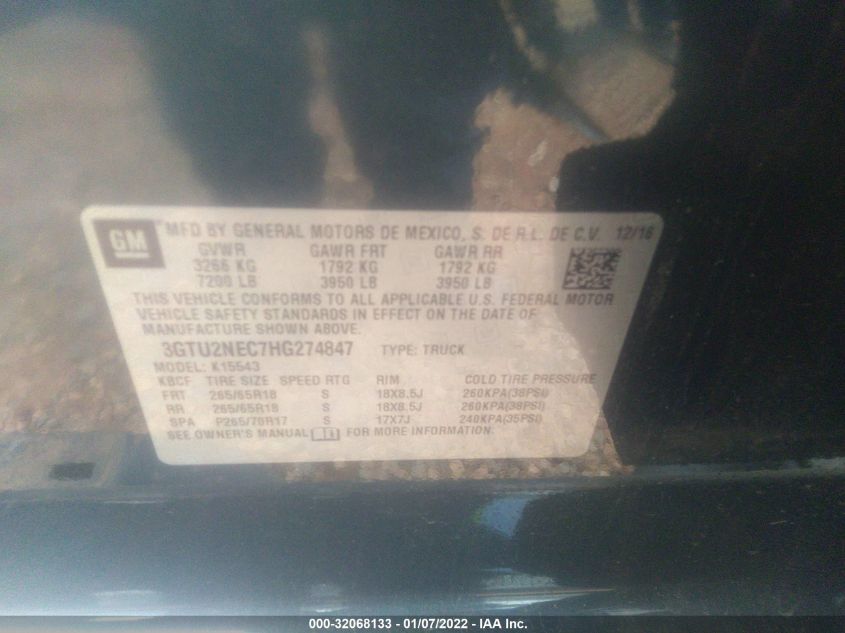 GM
MFD BY GENERAL MOTORS DE MEXICO, S. DE R.L. DE C.V. 12/16
GVWR GAWR FRT GAWR RR
3266 KG 1792 KG 1792 KG
7200 LB 3950 LB 3950 LB
THIS VEHICLE CONFORMS TO ALL APPLICABLE U.S. FEDERAL MOTOR
VEHICLE SAFETY STANDARDS IN EFFECT ON THE DATE OF
MANUFACTURE SHOWN ABOVE.
3GTU2NEC7HG274847 TYPE: TRUCK
MODEL: K15543
KBCF TIRE SIZE SPEED RTG RIM COLD TIRE PRESSURE
FRT 265/65R18 S 18X8.5J 260KPA(38PSI)
RR 265/65R18 S 18X8.5J 260KPA(38PSI)
SPA P265/70R17 S 17X7J 240KPA(35PSI)
SEE OWNER'S MANUAL FOR MORE INFORMATION.
000-32068133 - 01/07/2022 - IAA Inc.